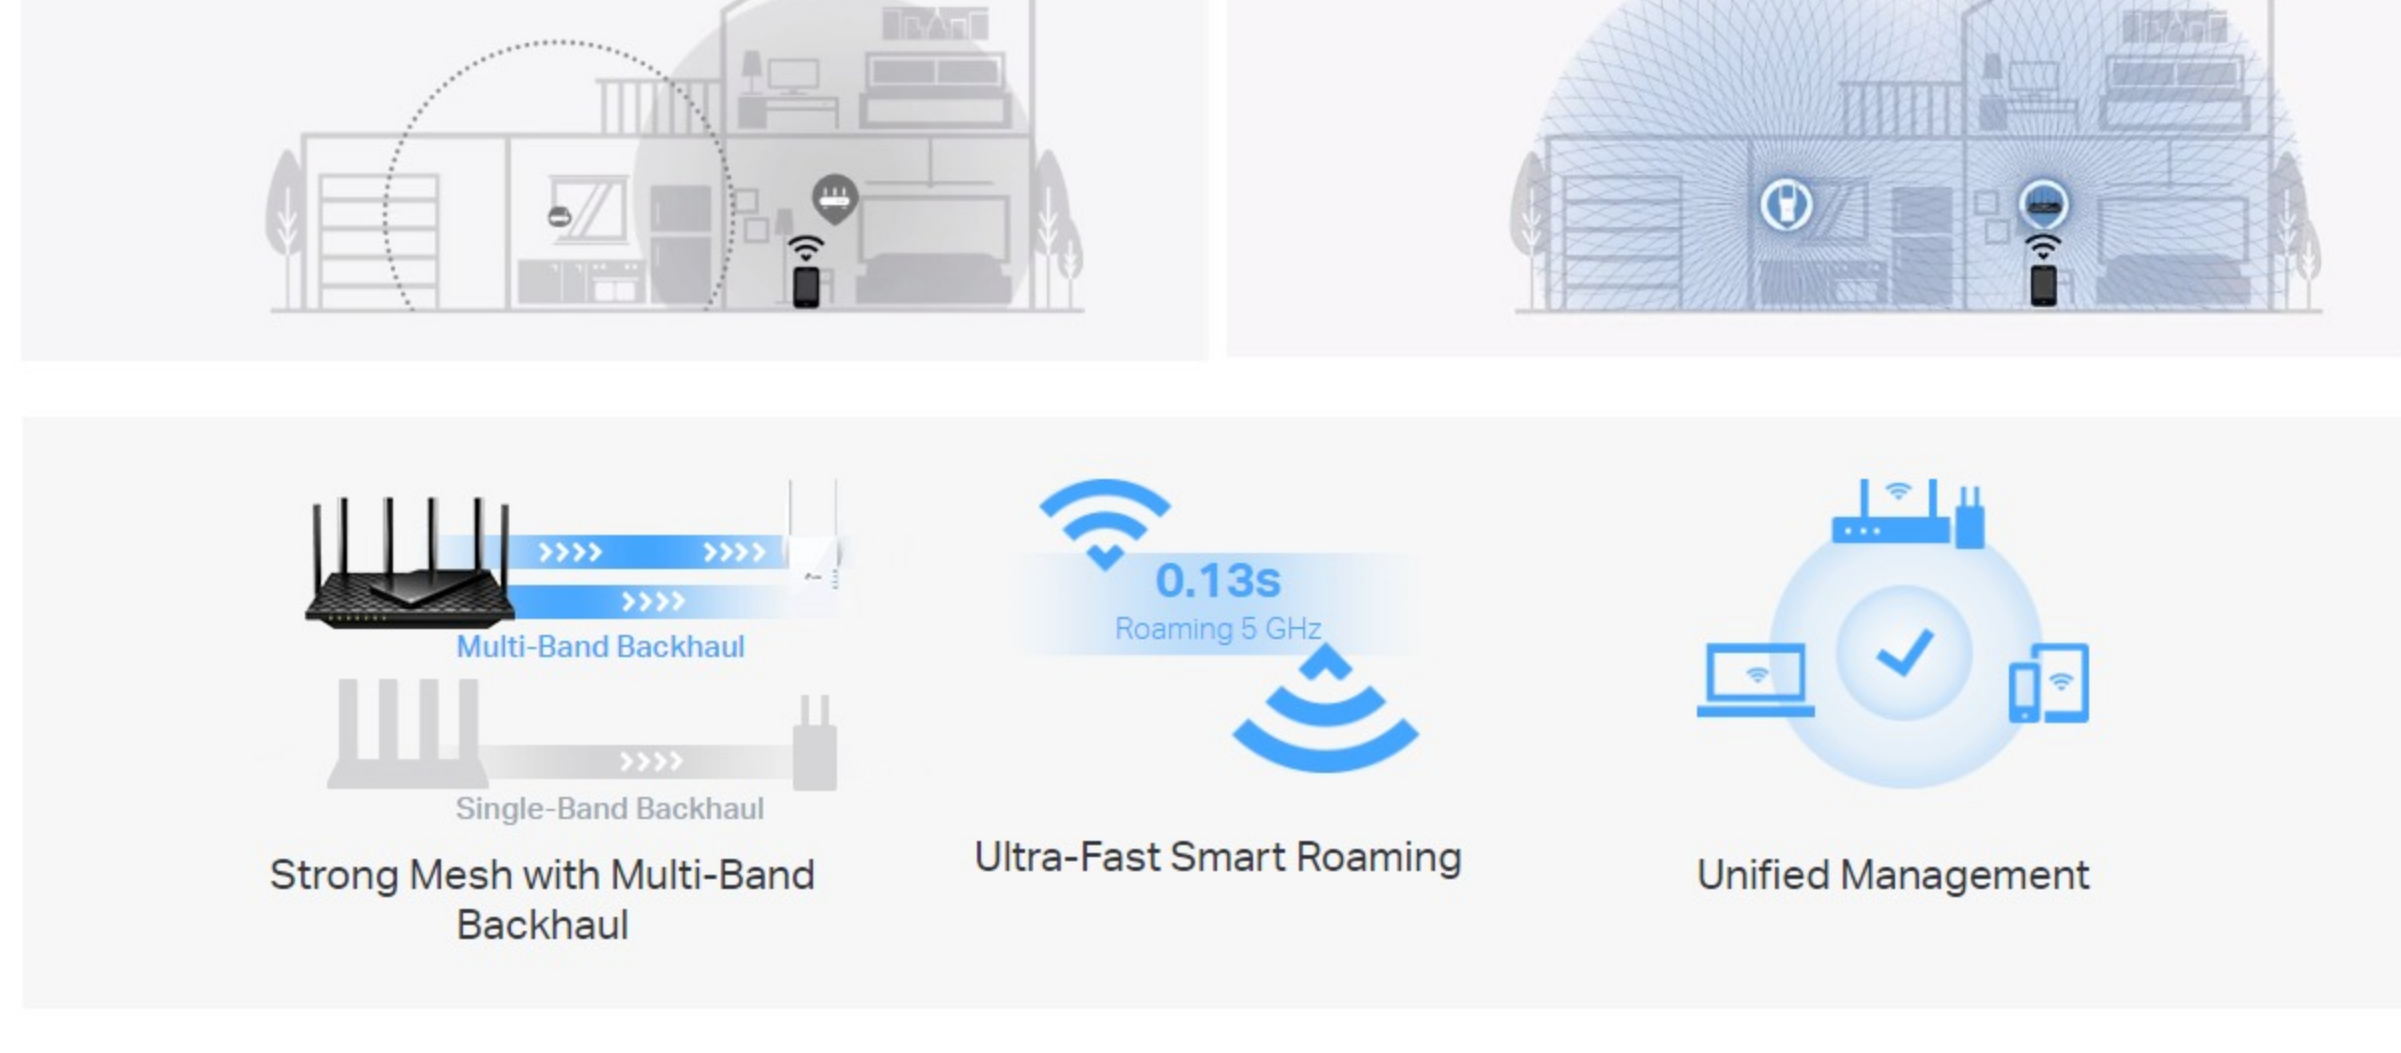 Multi-Band Backhaul
Single-Band Backhaul
Strong Mesh with Multi-Band
Backhaul
0.13s
Roaming 5 GHz
Ultra-Fast Smart Roaming
Unified Management